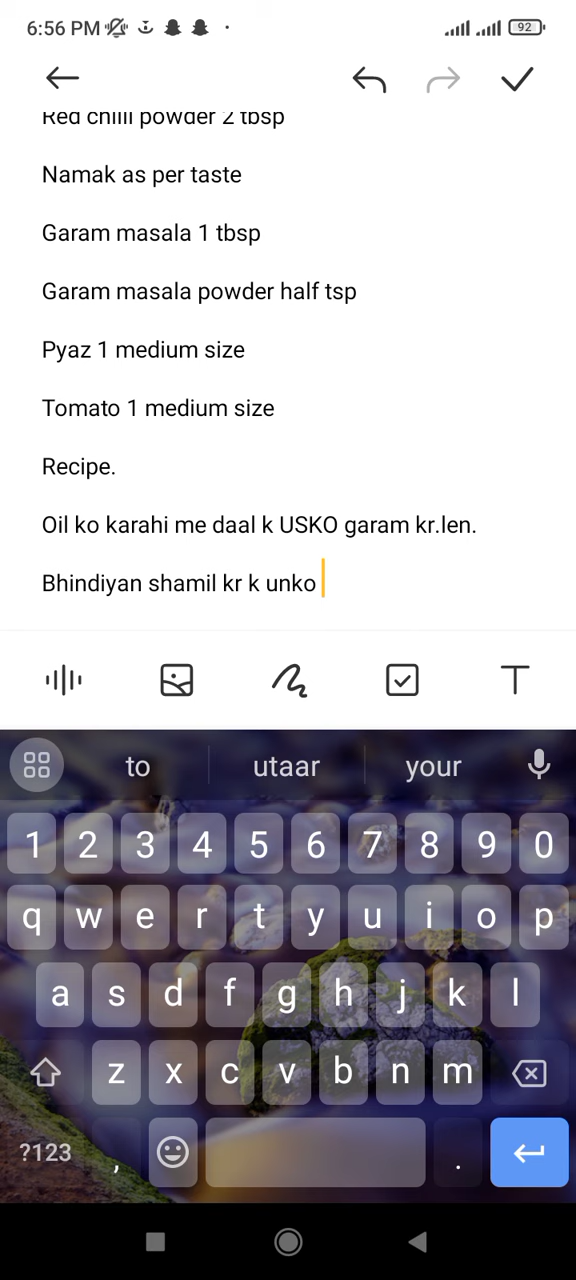 6:56 PM
92
Red chilli powder 2 tbsp
Namak as per taste
Garam masala 1 tbsp
Garam masala powder half tsp
Pyaz 1 medium size
Tomato 1 medium size
Recipe.
Oil ko karahi me daal k USKO garam kr.len.
Bhindiyan shamil kr k unko
T
to utaar your
1 2 3 4 5 6 7 8 9 0
q w e r t y u i o p
a s d f g h j k l
z x c v b n m
?123 , .